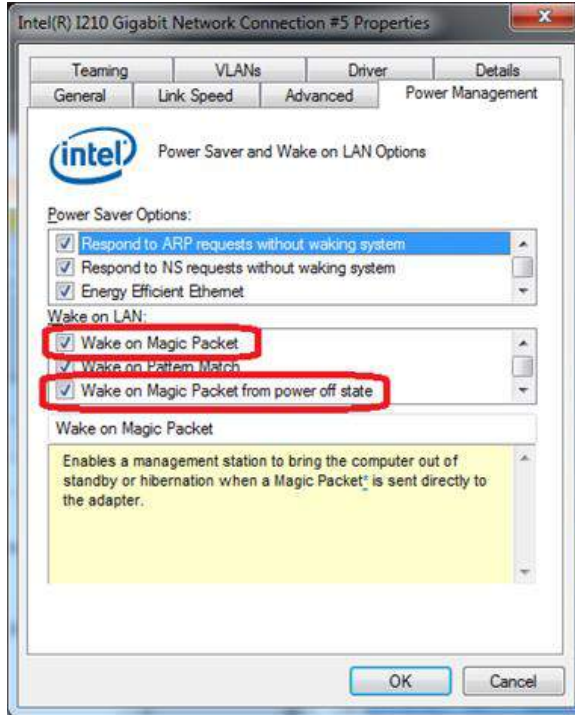 Intel(R) I210 Gigabit Network Connection #5 Properties
Teaming VLANs Driver Details
General Link Speed Advanced Power Management
intel
Power Saver and Wake on LAN Options
Power Saver Options:
Respond to ARP requests without waking system
Respond to NS requests without waking system
Energy Efficient Ethernet
Wake on LAN:
Wake on Magic Packet
Wake on Pattern Match
Wake on Magic Packet from power off state
Wake on Magic Packet
Enables a management station to bring the computer out of
standby or hibernation when a Magic Packet* is sent directly to
the adapter.
OK Cancel